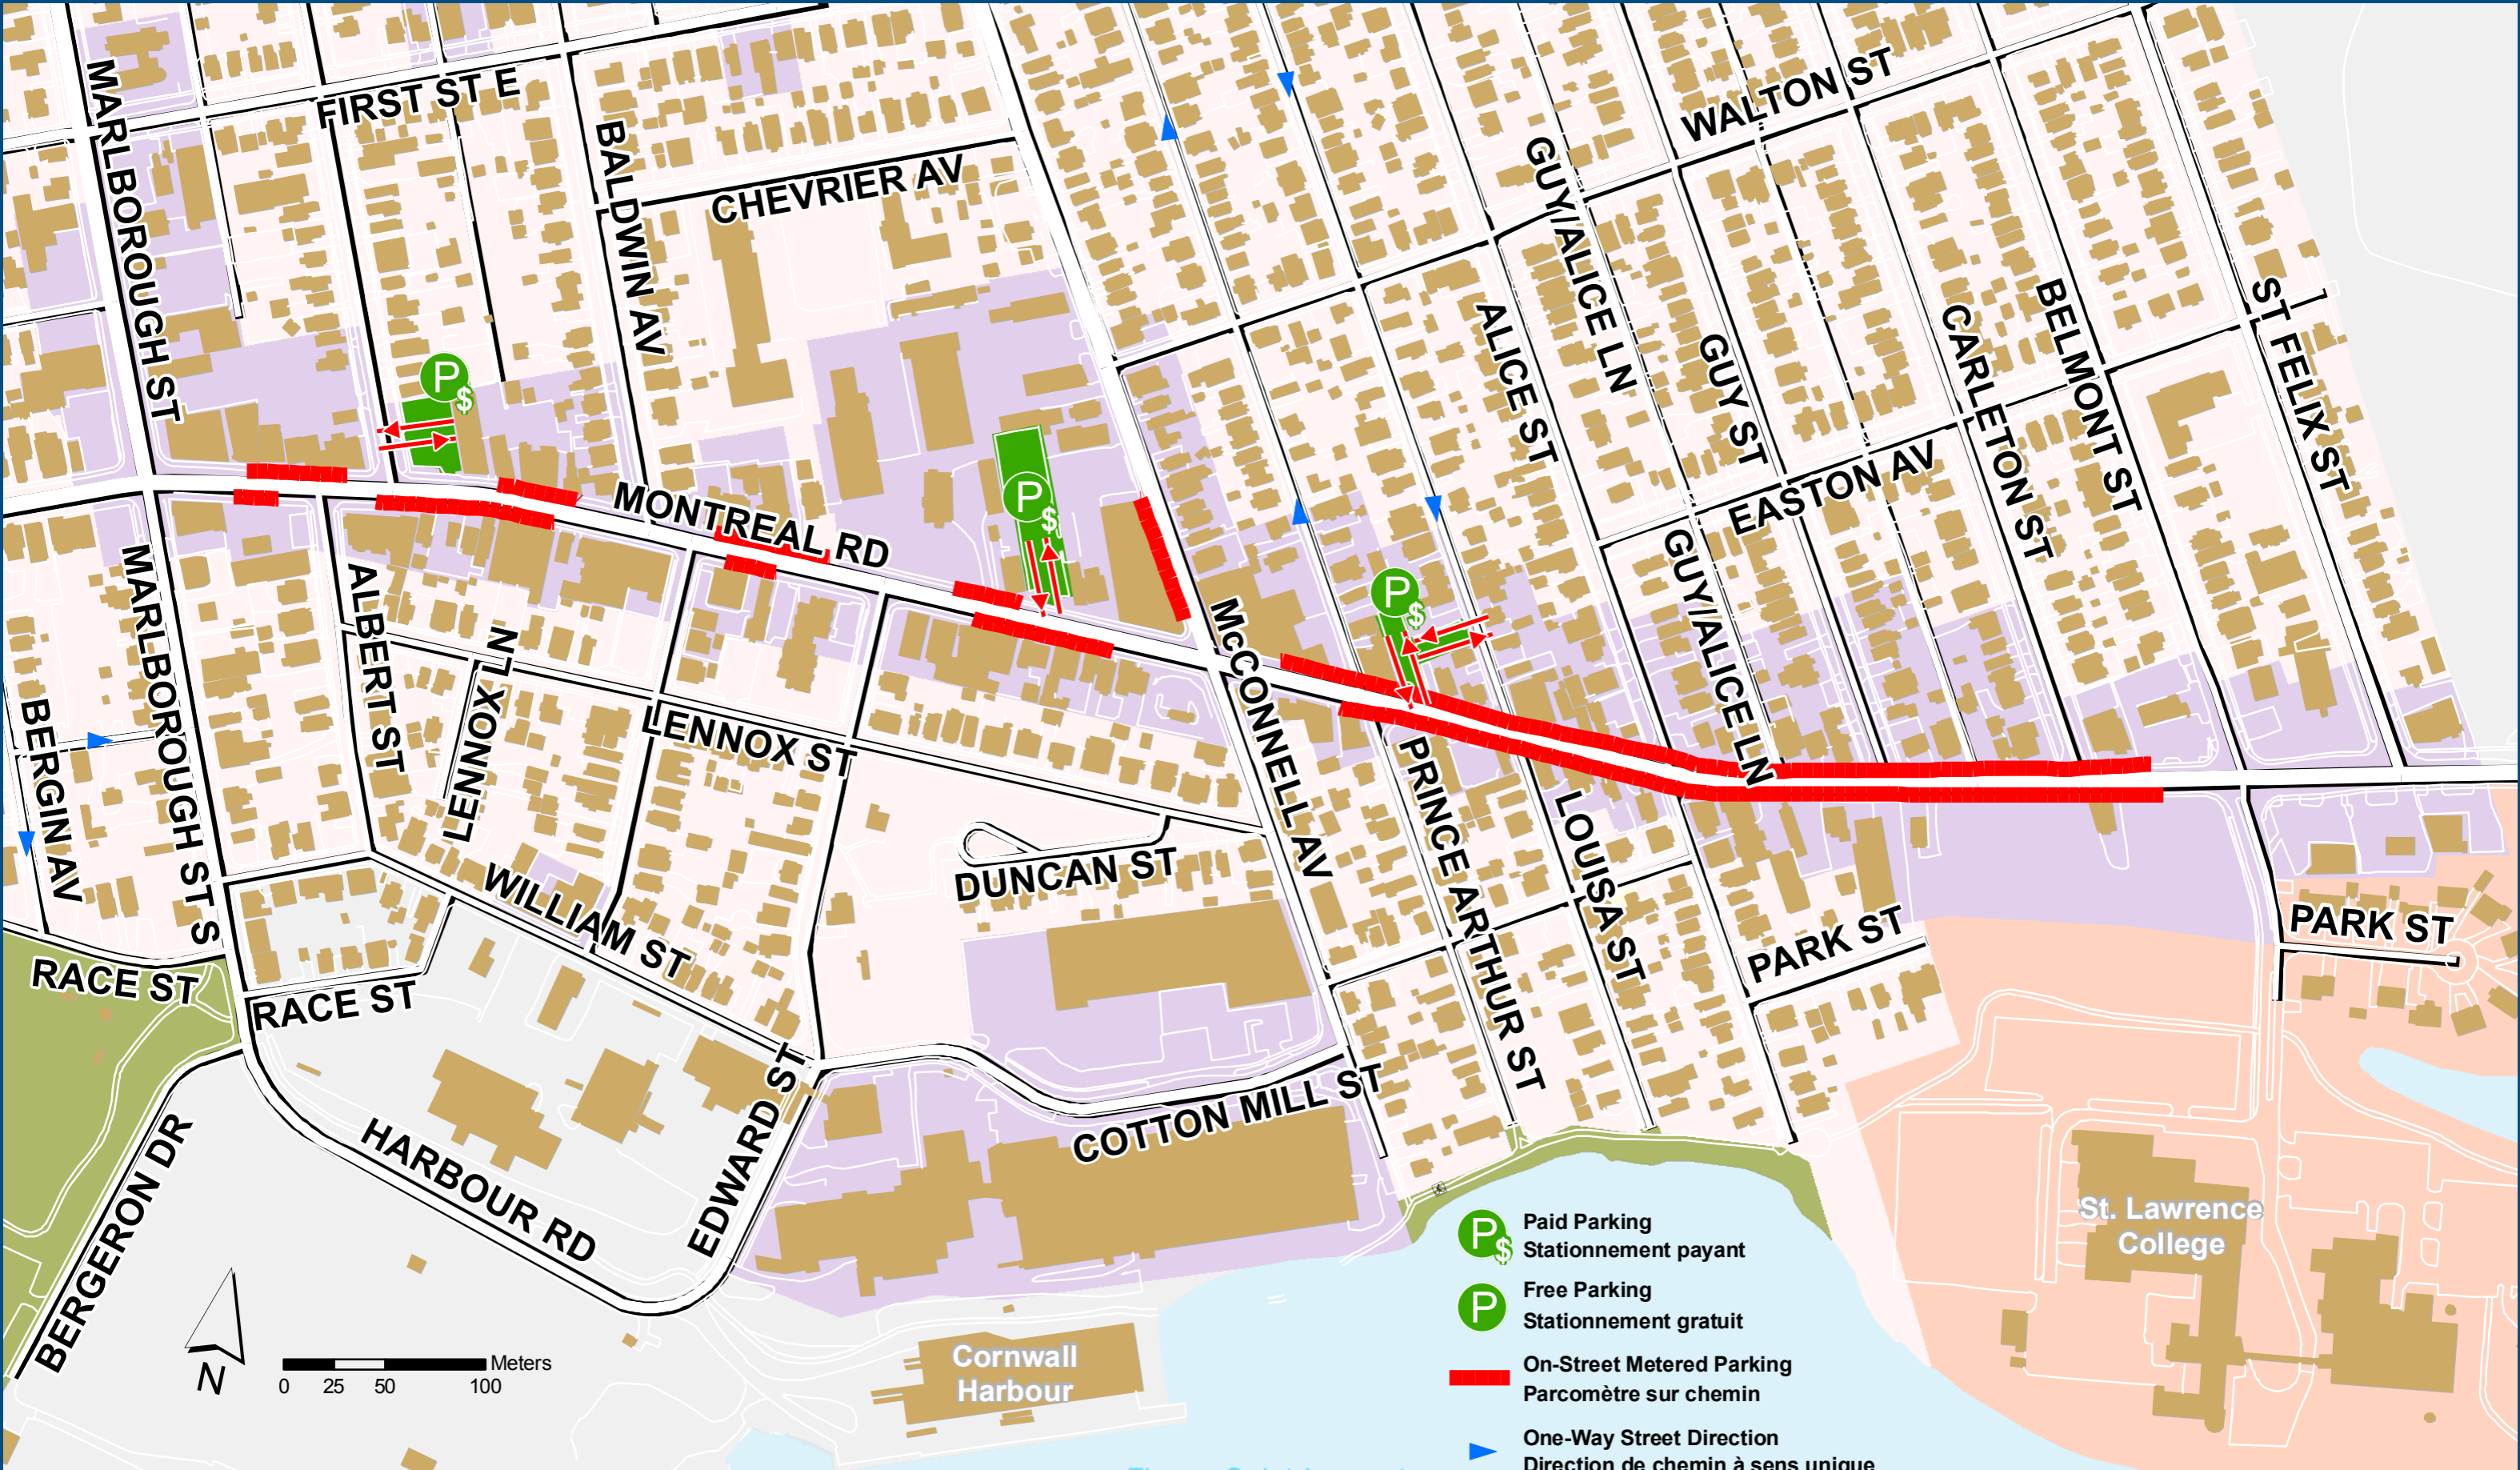 MARLBOROUGH ST
FIRST ST E
BALDWIN AV
CHEVRIER AV
WALTON ST
GUY/ALICE LN
ALICE ST
GUY ST
CARLETON ST
BELMONT ST
ST FELIX ST
EASTON AV
P
$
P
$
P
$
MONTREAL RD
MARLBOROUGH ST S
ALBERT ST
LENNOX LN
LENNOX ST
McCONNELL AV
GUY/ALICE LN
PRINCE ARTHUR ST
LOUISA ST
BERGIN AV
WILLIAM ST
DUNCAN ST
PARK ST
PARK ST
RACE ST
RACE ST
COTTON MILL ST
EDWARD ST
HARBOUR RD
BERGERON DR
St. Lawrence
College
Cornwall
Harbour
N
Meters
0 25 50 100
P
$
Paid Parking
Stationnement payant
P
Free Parking
Stationnement gratuit
On-Street Metered Parking
Parcomètre sur chemin
One-Way Street Direction
Direction de chemin à sens unique